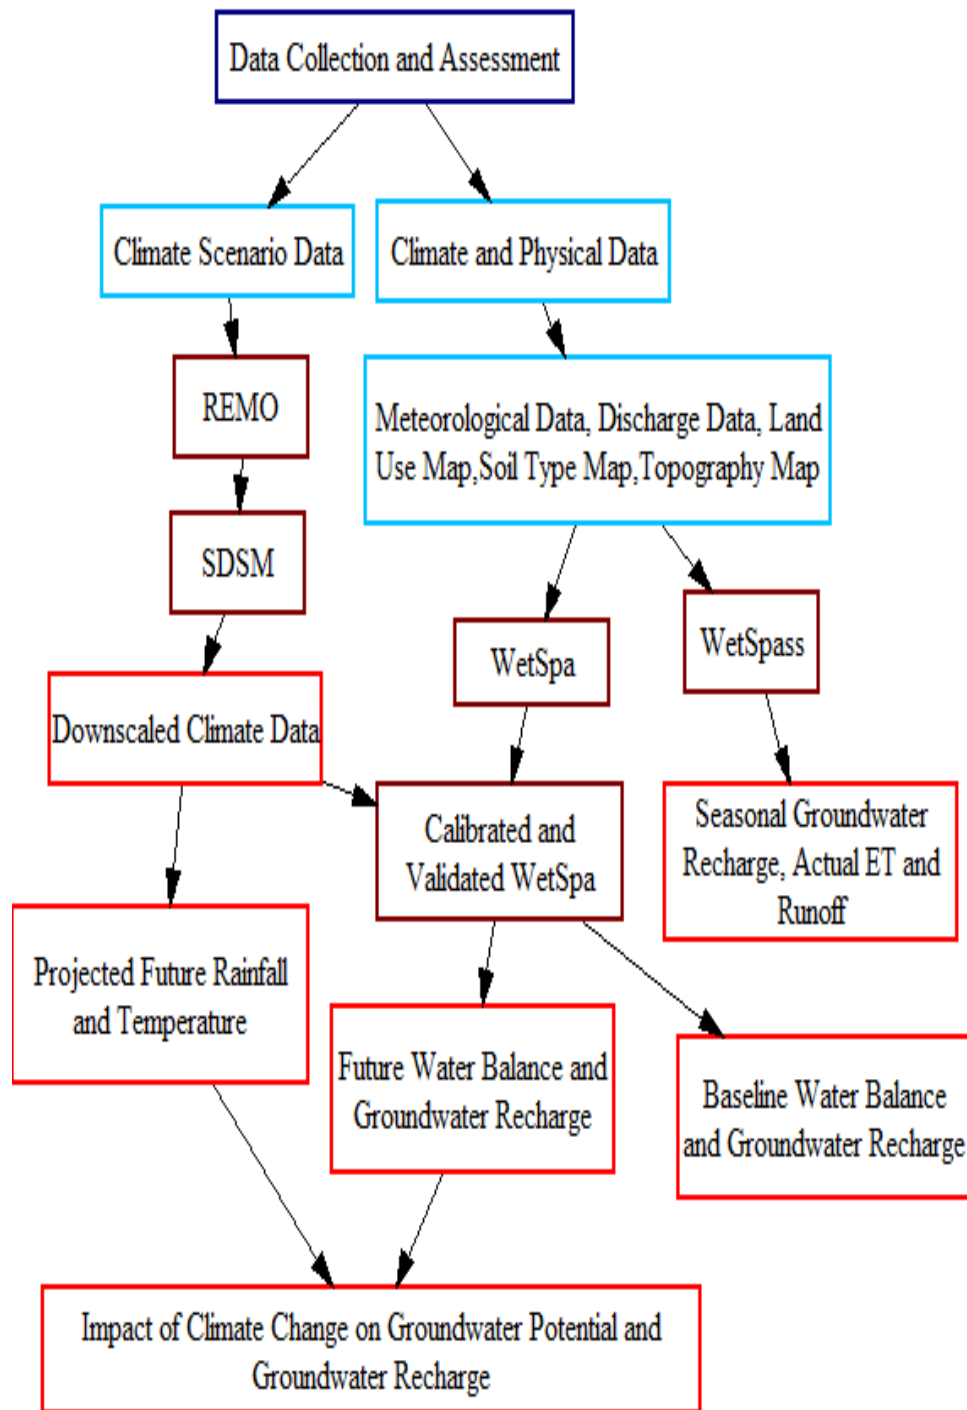 Data Collection and Assessment
Climate Scenario Data
Climate and Physical Data
REMO
Meteorological Data, Discharge Data, Land
Use Map,Soil Type Map,Topography Map
SDSM
WetSpa
WetSpass
Downscaled Climate Data
Calibrated and
Validated WetSpa
Seasonal Groundwater
Recharge, Actual ET and
Runoff
Projected Future Rainfall
and Temperature
Future Water Balance and
Groundwater Recharge
Baseline Water Balance
and Groundwater Recharge
Impact of Climate Change on Groundwater Potential and
Groundwater Recharge